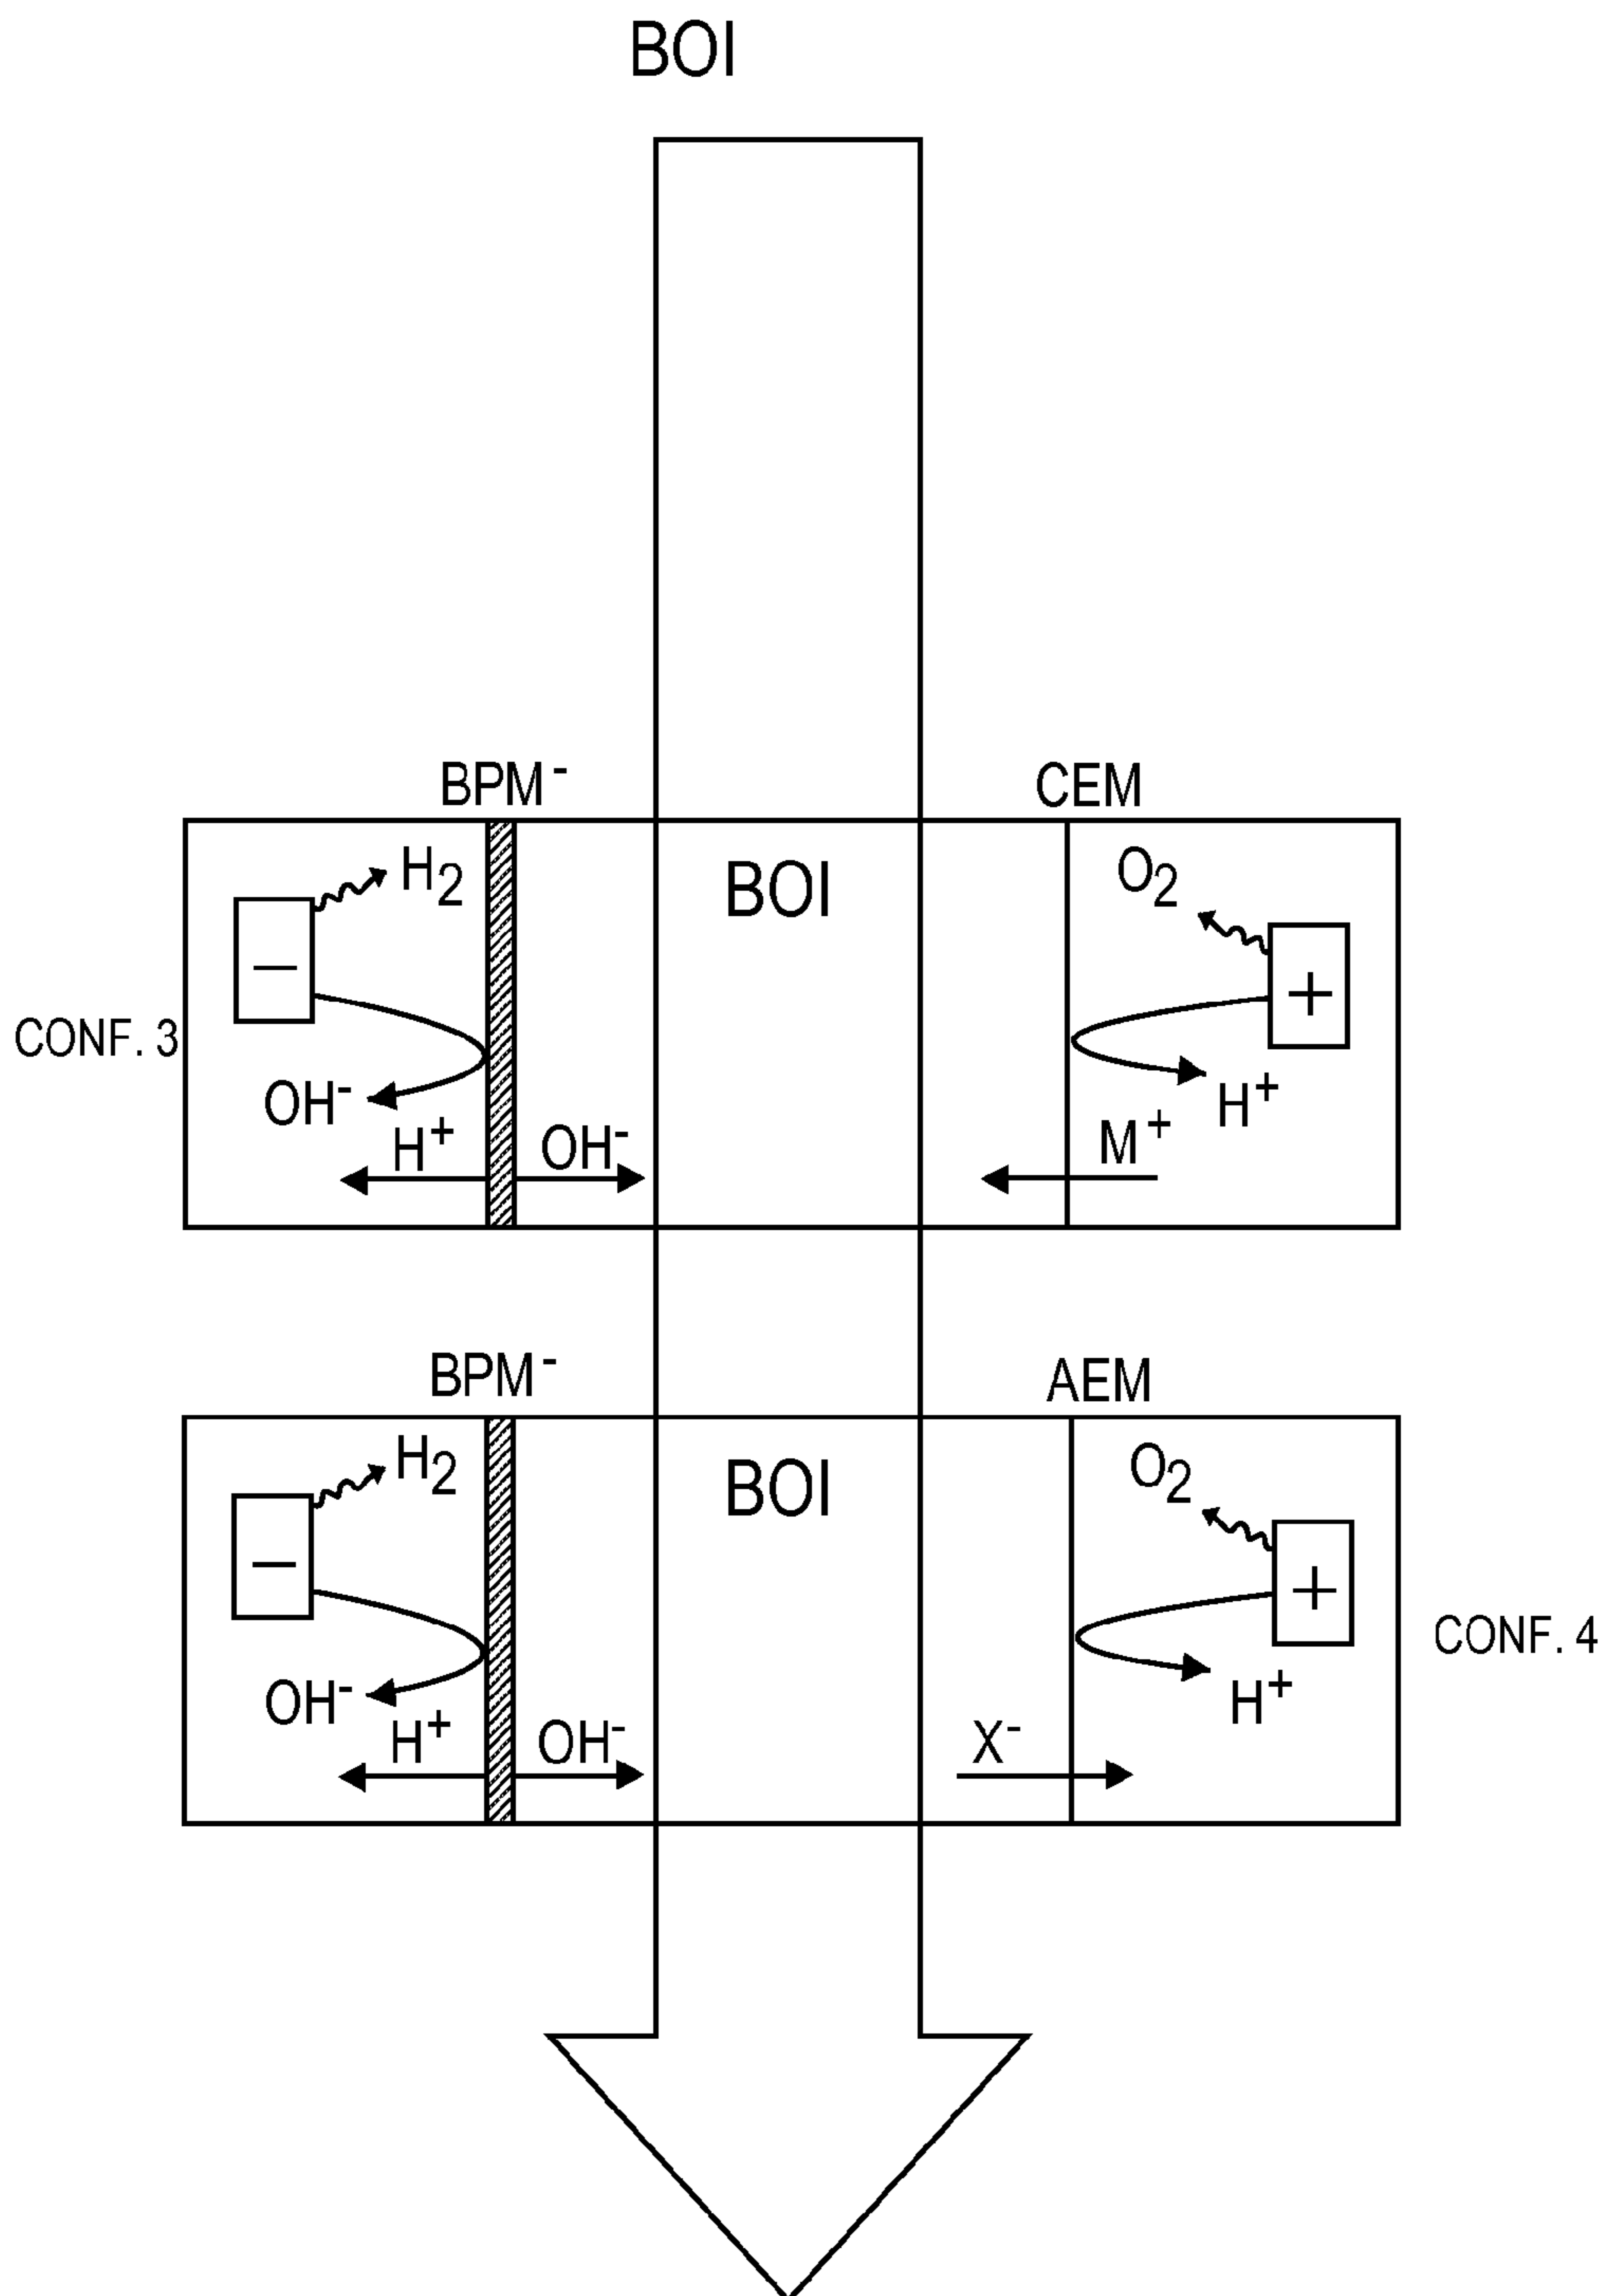 BOI
BPM⁻ CEM
H₂ BOI O₂
− +
CONF. 3
OH⁻ H⁺
H⁺ OH⁻ M⁺
BPM⁻ AEM
H₂ BOI O₂
− +
CONF. 4
OH⁻ H⁺
H⁺ OH⁻ X⁻